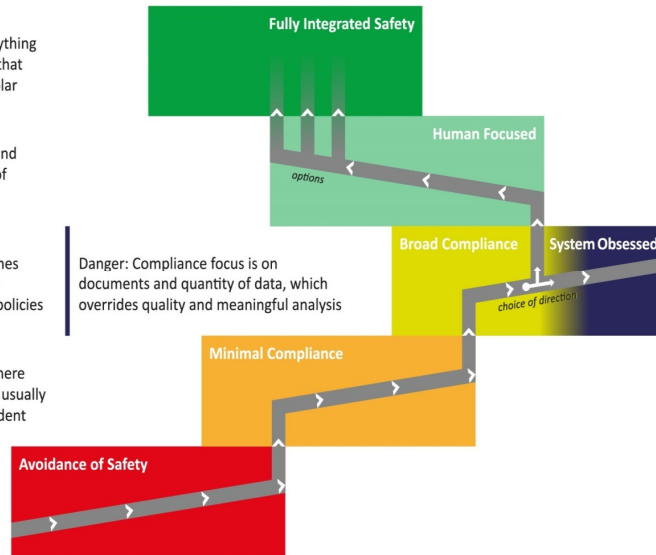 Fully Integrated Safety
ything
that
lar
Human Focused
nd
of
options
Broad Compliance
System Obsessed
nes
policies
Danger: Compliance focus is on
documents and quantity of data, which
overrides quality and meaningful analysis
choice of direction
Minimal Compliance
here
usually
dent
Avoidance of Safety